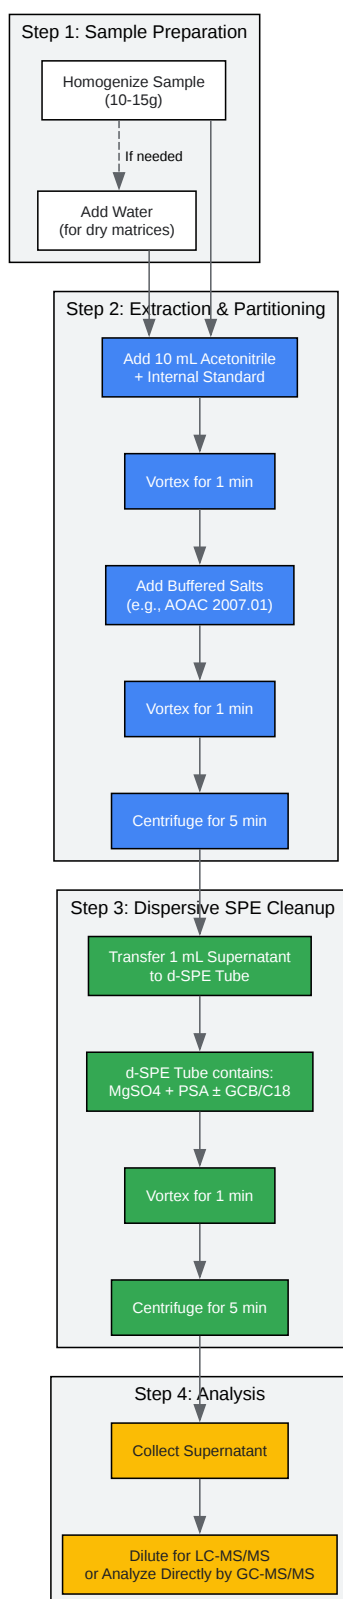 Step 1: Sample Preparation
Homogenize Sample
(10-15g)
If needed
Add Water
(for dry matrices)
Step 2: Extraction & Partitioning
Add 10 mL Acetonitrile
+ Internal Standard
Vortex for 1 min
Add Buffered Salts
(e.g., AOAC 2007.01)
Vortex for 1 min
Centrifuge for 5 min
Step 3: Dispersive SPE Cleanup
Transfer 1 mL Supernatant
to d-SPE Tube
d-SPE Tube contains:
MgSO4 + PSA ± GCB/C18
Vortex for 1 min
Centrifuge for 5 min
Step 4: Analysis
Collect Supernatant
Dilute for LC-MS/MS
or Analyze Directly by GC-MS/MS